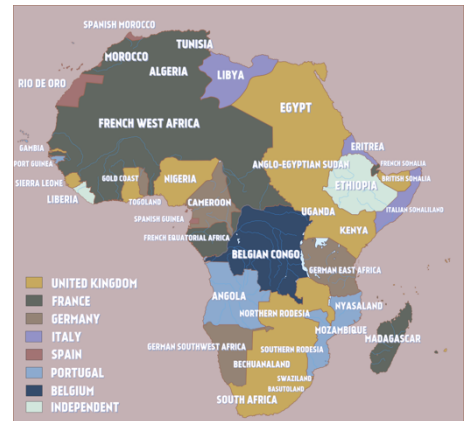 SPANISH MOROCCO
TUNISIA
MOROCCO
ALGERIA
LIBYA
RIO DE ORO
EGYPT
FRENCH WEST AFRICA
GAMBIA
PORT GUINEA
SIERRA LEONE
LIBERIA
GOLD COAST
TOGOLAND
NIGERIA
CAMEROON
ANGLO-EGYPTIAN SUDAN
ERITREA
FRENCH SOMALIA
BRITISH SOMALIA
ETHIOPIA
ITALIAN SOMALILAND
SPANISH GUINEA
FRENCH EQUATORIAL AFRICA
UGANDA
KENYA
BELGIAN CONGO
GERMAN EAST AFRICA
ANGOLA
NYASALAND
NORTHERN RODESIA
MOZAMBIQUE
MADAGASCAR
GERMAN SOUTHWEST AFRICA
SOUTHERN RODESIA
BECHUANALAND
SWAZILAND
BASUTOLAND
SOUTH AFRICA
UNITED KINGDOM
FRANCE
GERMANY
ITALY
SPAIN
PORTUGAL
BELGIUM
INDEPENDENT